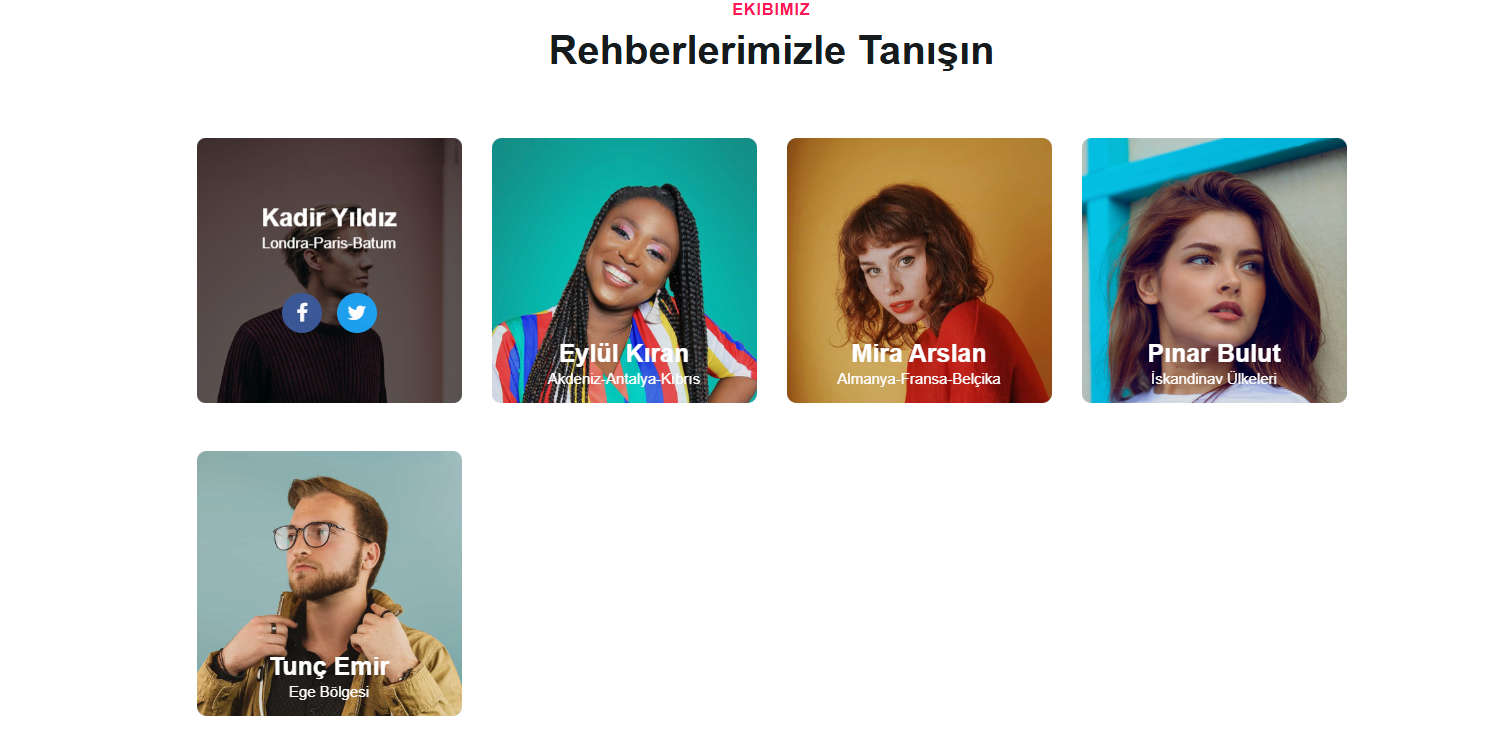 EKIBIMIZ
Rehberlerimizle Tanışın
Kadir Yıldız
Londra-Paris-Batum
Eylül Kıran
Akdeniz-Antalya-Kıbrıs
Mira Arslan
Almanya-Fransa-Belçika
Pınar Bulut
İskandinav Ülkeleri
Tunç Emir
Ege Bölgesi